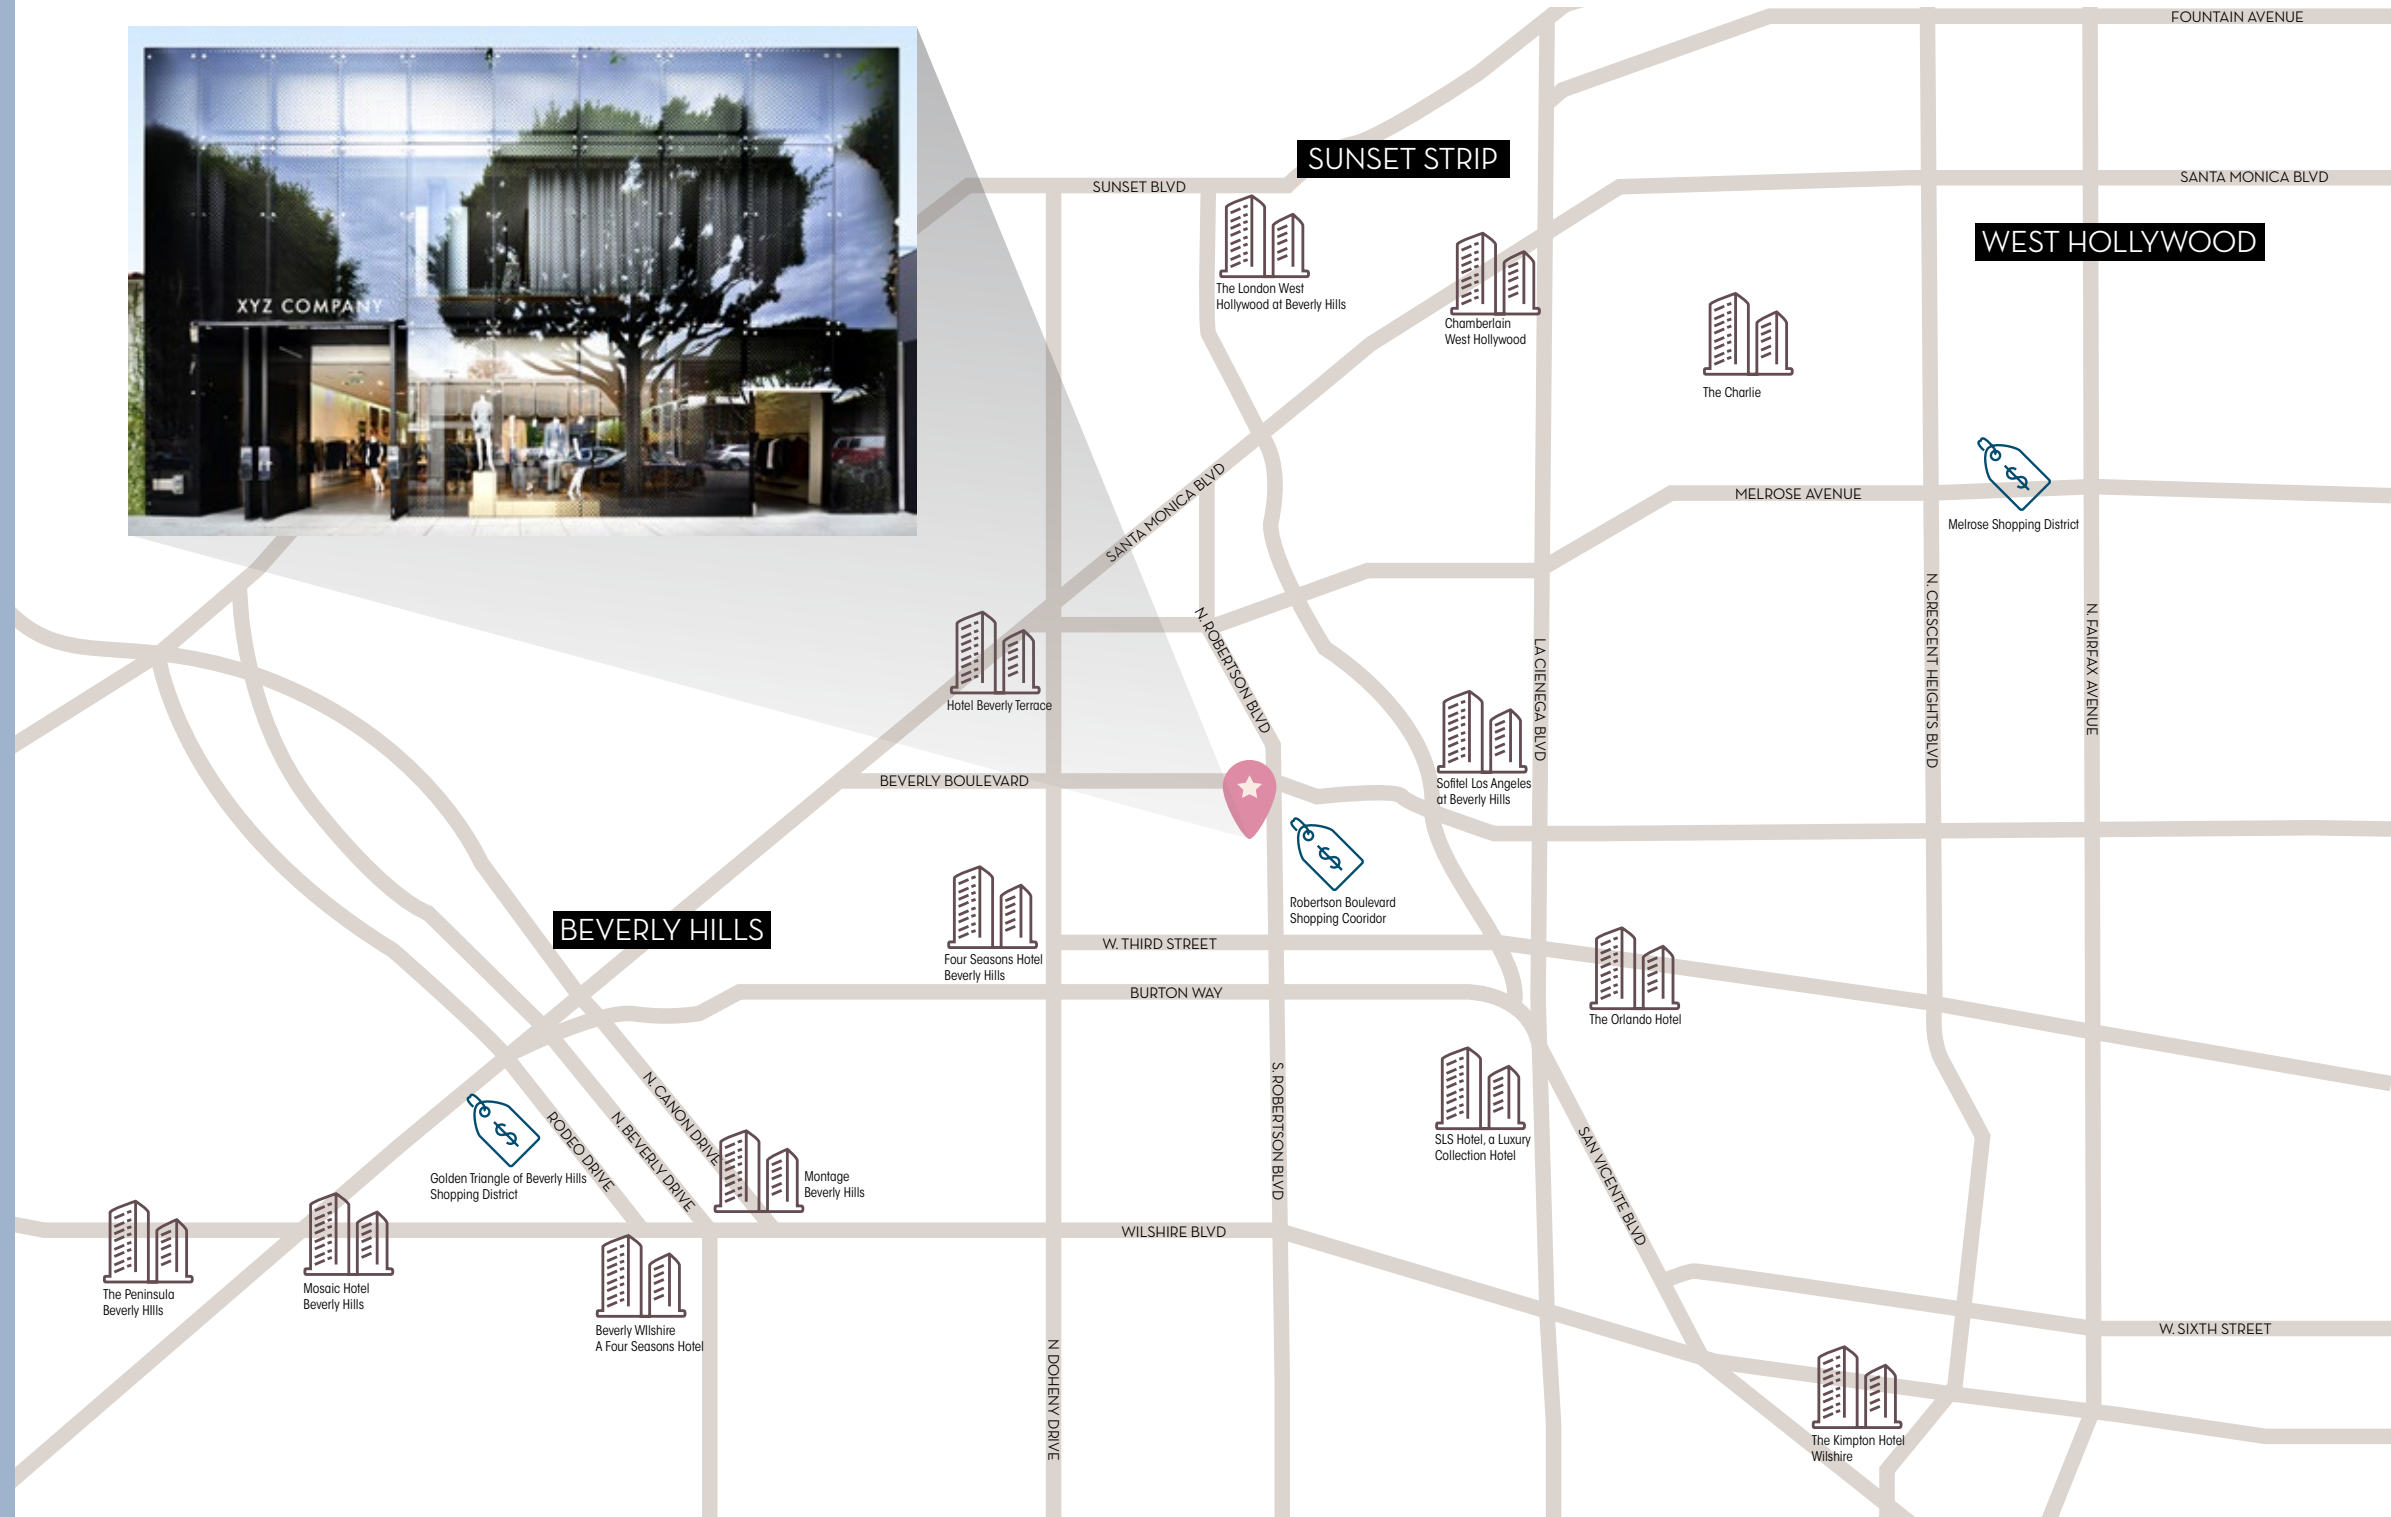 FOUNTAIN AVENUE
SUNSET STRIP
SANTA MONICA BLVD
SUNSET BLVD
WEST HOLLYWOOD
The London West
Hollywood at Beverly Hills
XYZ COMPANY
Chamberlain
West Hollywood
The Charlie
SANTA MONICA BLVD
MELROSE AVENUE
Melrose Shopping District
N. ROBERTSON BLVD
LA CIENEGA BLVD
N. CRESCENT HEIGHTS BLVD
N. FAIRFAX AVENUE
Hotel Beverly Terrace
BEVERLY BOULEVARD
Sofitel Los Angeles
at Beverly Hills
Robertson Boulevard
Shopping Cooridor
BEVERLY HILLS
W. THIRD STREET
Four Seasons Hotel
Beverly Hills
BURTON WAY
The Orlando Hotel
N. CANON DRIVE
N. BEVERLY DRIVE
RODEO DRIVE
S. ROBERTSON BLVD
SLS Hotel, a Luxury
Collection Hotel
SAN VICENTE BLVD
Golden Triangle of Beverly Hills
Shopping District
Montage
Beverly Hills
WILSHIRE BLVD
The Peninsula
Beverly HIlls
Mosaic Hotel
Beverly Hills
Beverly WIlshire
A Four Seasons Hotel
W. SIXTH STREET
N DOHENY DRIVE
The Kimpton Hotel
Wilshire